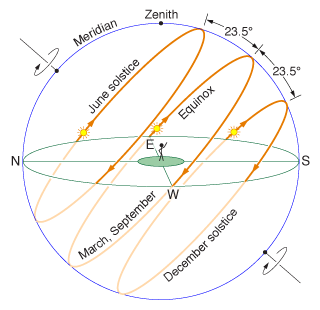 Zenith
Meridian
23.5°
23.5°
June solstice
Equinox
E
N
S
W
March, September
December solstice